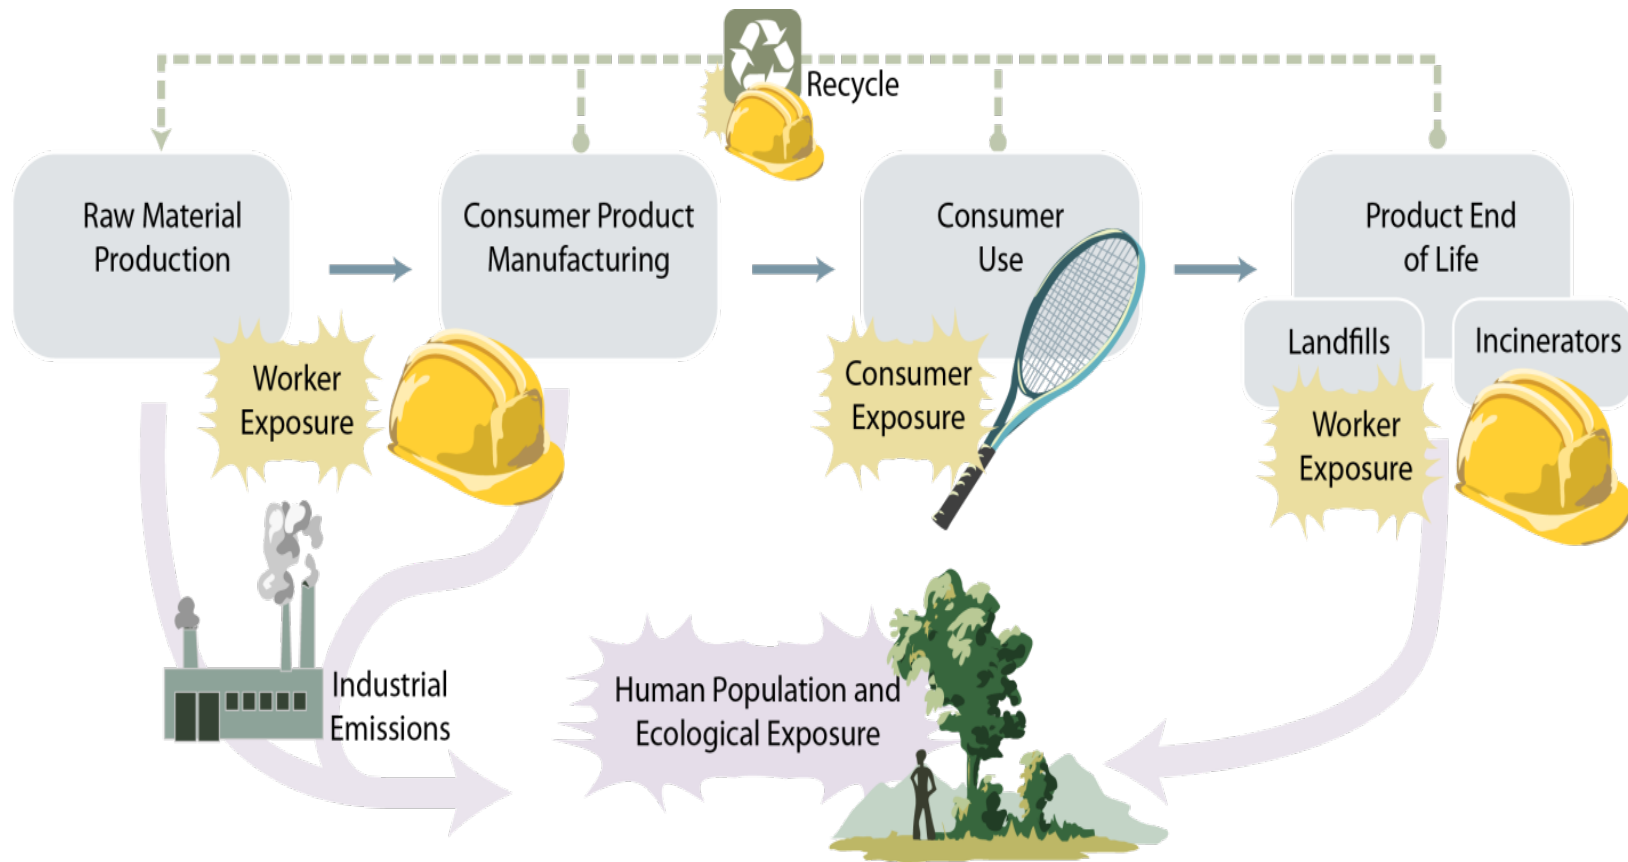 Recycle
Raw Material
Production
Consumer Product
Manufacturing
Consumer
Use
Product End
of Life
Landfills
Incinerators
Worker
Exposure
Consumer
Exposure
Worker
Exposure
Industrial
Emissions
Human Population and
Ecological Exposure